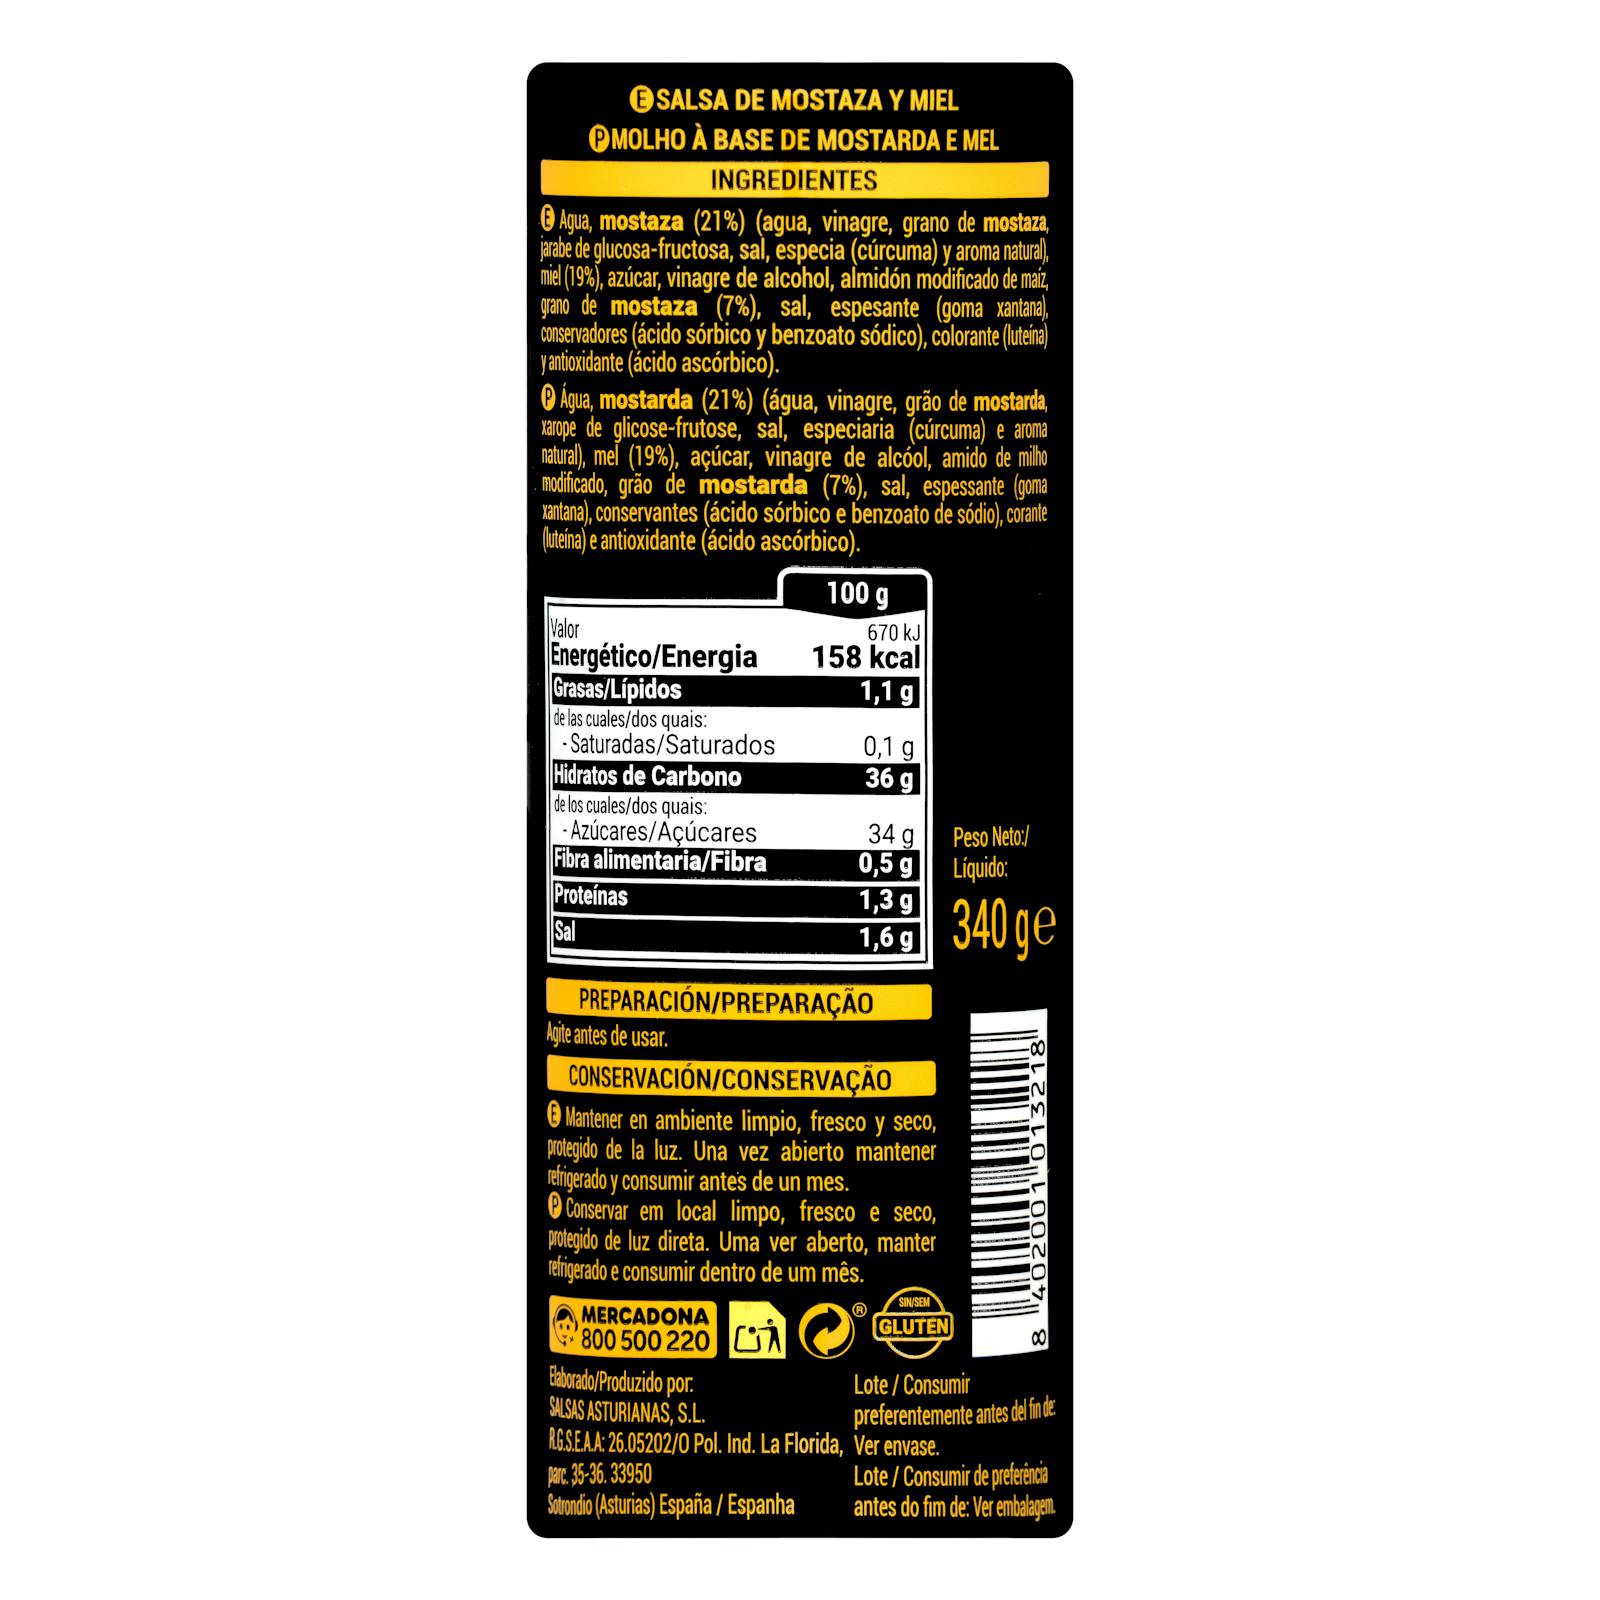 E SALSA DE MOSTAZA Y MIEL
P MOLHO À BASE DE MOSTARDA E MEL
INGREDIENTES
E Agua, mostaza (21%) (agua, vinagre, grano de mostaza,
jarabe de glucosa-fructosa, sal, especia (cúrcuma) y aroma natural),
miel (19%), azúcar, vinagre de alcohol, almidón modificado de maíz,
grano de mostaza (7%), sal, espesante (goma xantana),
conservadores (ácido sórbico y benzoato sódico), colorante (luteína)
y antioxidante (ácido ascórbico).
P Água, mostarda (21%) (água, vinagre, grão de mostarda,
xarope de glicose-frutose, sal, especiaria (cúrcuma) e aroma
natural), mel (19%), açúcar, vinagre de alcóol, amido de milho
modificado, grão de mostarda (7%), sal, espessante (goma
xantana), conservantes (ácido sórbico e benzoato de sódio), corante
(luteína) e antioxidante (ácido ascórbico).
100 g
Valor 670 kJ
Energético/Energia 158 kcal
Grasas/Lípidos 1,1 g
de las cuales/dos quais:
- Saturadas/Saturados 0,1 g
Hidratos de Carbono 36 g
de los cuales/dos quais:
- Azúcares/Açúcares 34 g
Fibra alimentaria/Fibra 0,5 g
Proteínas 1,3 g
Sal 1,6 g
Peso Neto:/
Líquido:
340 g e
PREPARACIÓN/PREPARAÇÃO
Agite antes de usar.
CONSERVACIÓN/CONSERVAÇÃO
E Mantener en ambiente limpio, fresco y seco,
protegido de la luz. Una vez abierto mantener
refrigerado y consumir antes de un mes.
P Conservar em local limpo, fresco e seco,
protegido de luz direta. Uma ver aberto, manter
refrigerado e consumir dentro de um mês.
8 402001 013218
MERCADONA
800 500 220
®
SIN/SEM
GLUTEN
Elaborado/Produzido por:
SALSAS ASTURIANAS, S.L.
R.G.S.E.A.A: 26.05202/O Pol. Ind. La Florida,
parc. 35-36. 33950
Sotrondio (Asturias) España / Espanha
Lote / Consumir
preferentemente antes del fin de:
Ver envase.
Lote / Consumir de preferência
antes do fim de: Ver embalagem.